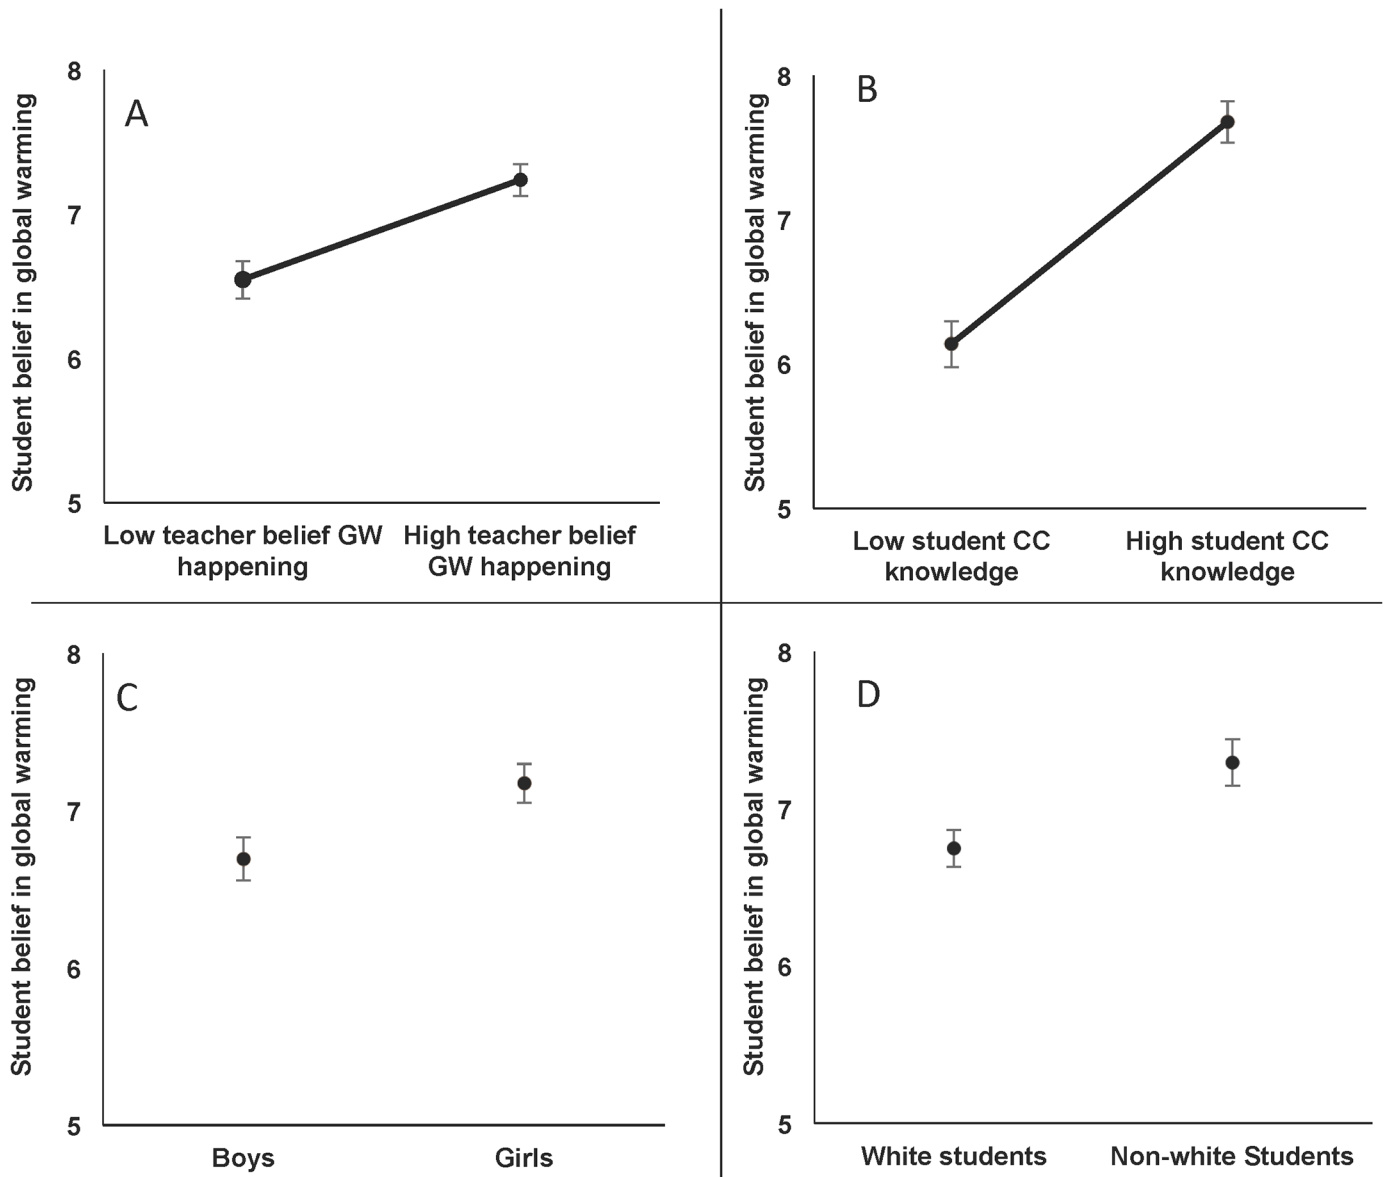 A
Student belief in global warming
8
7
6
5
Low teacher belief GW
happening
High teacher belief
GW happening
B
Student belief in global warming
8
7
6
5
Low student CC
knowledge
High student CC
knowledge
C
Student belief in global warming
8
7
6
5
Boys
Girls
D
Student belief in global warming
8
7
6
5
White students
Non-white Students